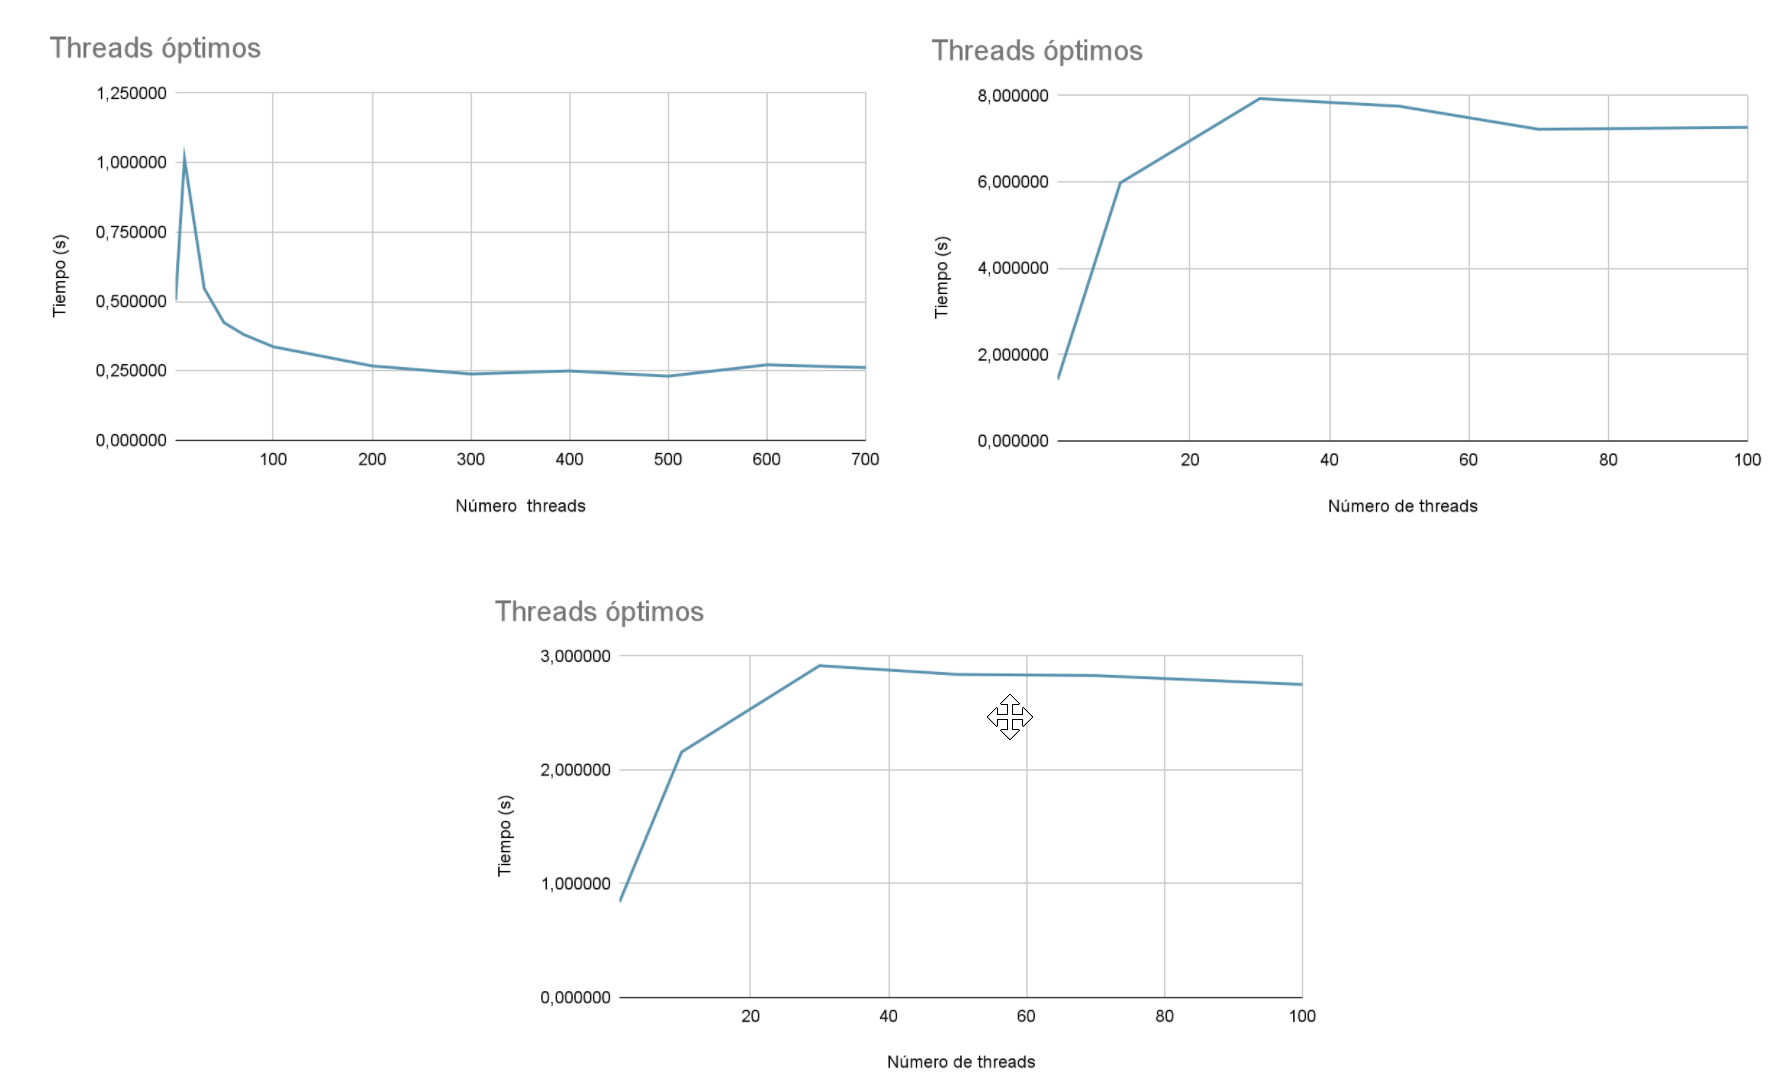 Threads óptimos
1,250000
1,000000
0,750000
0,500000
0,250000
0,000000
Tiempo (s)
100 200 300 400 500 600 700
Número  threads
Threads óptimos
8,000000
6,000000
4,000000
2,000000
0,000000
Tiempo (s)
20 40 60 80 100
Número de threads
Threads óptimos
3,000000
2,000000
1,000000
0,000000
Tiempo (s)
20 40 60 80 100
Número de threads